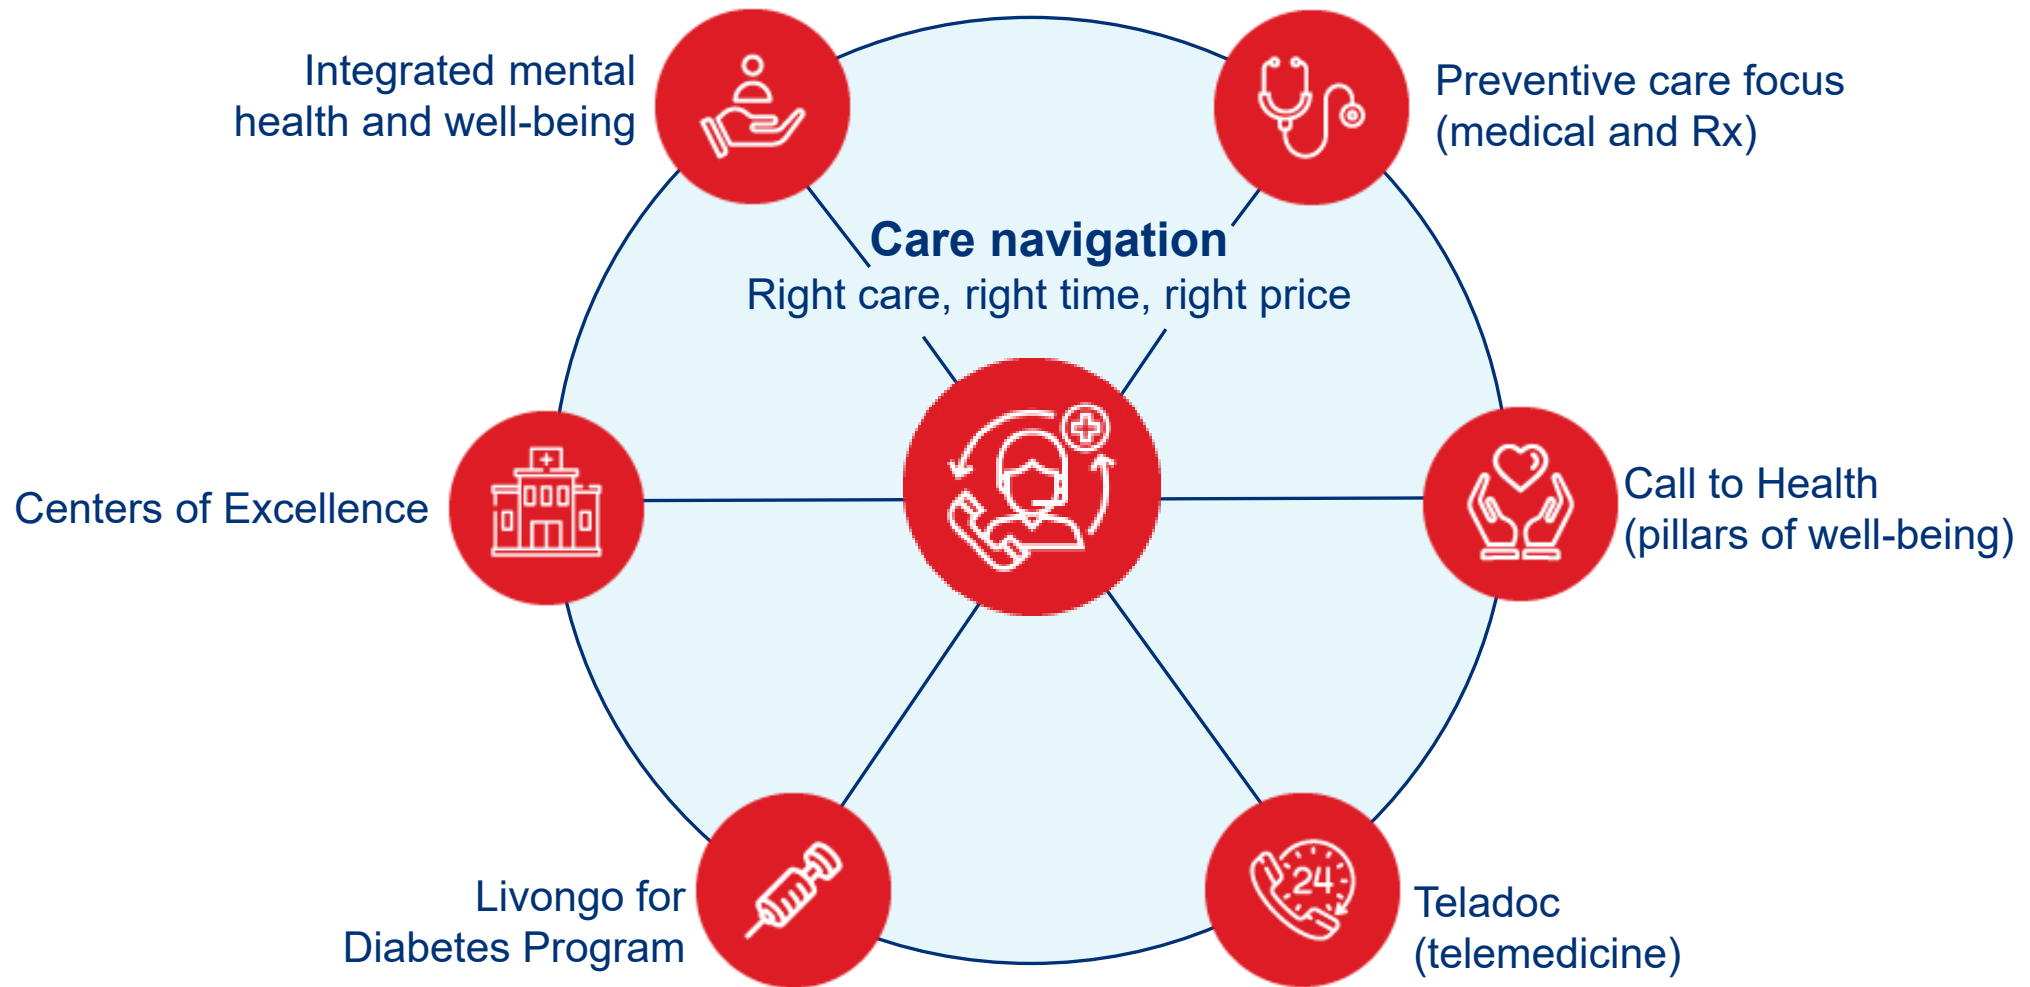 Integrated mental
health and well-being
Preventive care focus
(medical and Rx)
Care navigation
Right care, right time, right price
Centers of Excellence
Call to Health
(pillars of well-being)
Livongo for
Diabetes Program
24
Teladoc
(telemedicine)